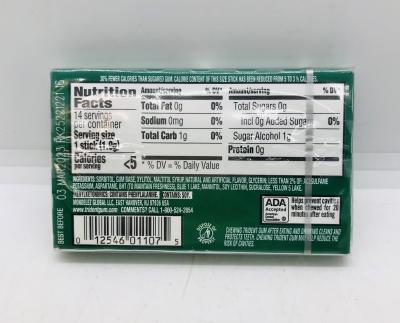 30% FEWER CALORIES THAN SUGARED GUM. CALORIE CONTENT OF THIS SIZE STICK HAS BEEN REDUCED FROM 5 TO 3 ½ CALORIES.
Nutrition Facts
14 servings per container
Serving size
1 stick (1.9g)
Calories per serving <5
Amount/serving % DV*
Total Fat 0g 0%
Sodium 0mg 0%
Total Carb 1g 0%
Amount/serving % DV*
Total Sugars 0g
Incl 0g Added Sugars 0%
Sugar Alcohol 1g
Protein 0g
* % DV = % Daily Value
INGREDIENTS: SORBITOL, GUM BASE, XYLITOL, MALTITOL SYRUP, NATURAL AND ARTIFICIAL FLAVOR, GLYCERIN, LESS THAN 2% OF: ACESULFAME
POTASSIUM, ASPARTAME, BHT (TO MAINTAIN FRESHNESS), BLUE 1 LAKE, MANNITOL, SOY LECITHIN, SUCRALOSE, YELLOW 5 LAKE.
PHENYLKETONURICS: CONTAINS PHENYLALANINE. CONTAINS: SOY.
MONDELEZ GLOBAL LLC, EAST HANOVER, NJ 07936 USA
www.tridentgum.com COMMENTS? CALL 1-800-524-2854
0 12546 01107 5
ADA
Accepted
American
Dental
Association
Helps prevent cavities
when chewed for 20
minutes after eating
CHEWING TRIDENT GUM AFTER EATING AND DRINKING CLEANS AND
PROTECTS TEETH. CHEWING TRIDENT GUM MAY HELP REDUCE THE
RISK OF CAVITIES.
BEST BEFORE 03 MAR 2023